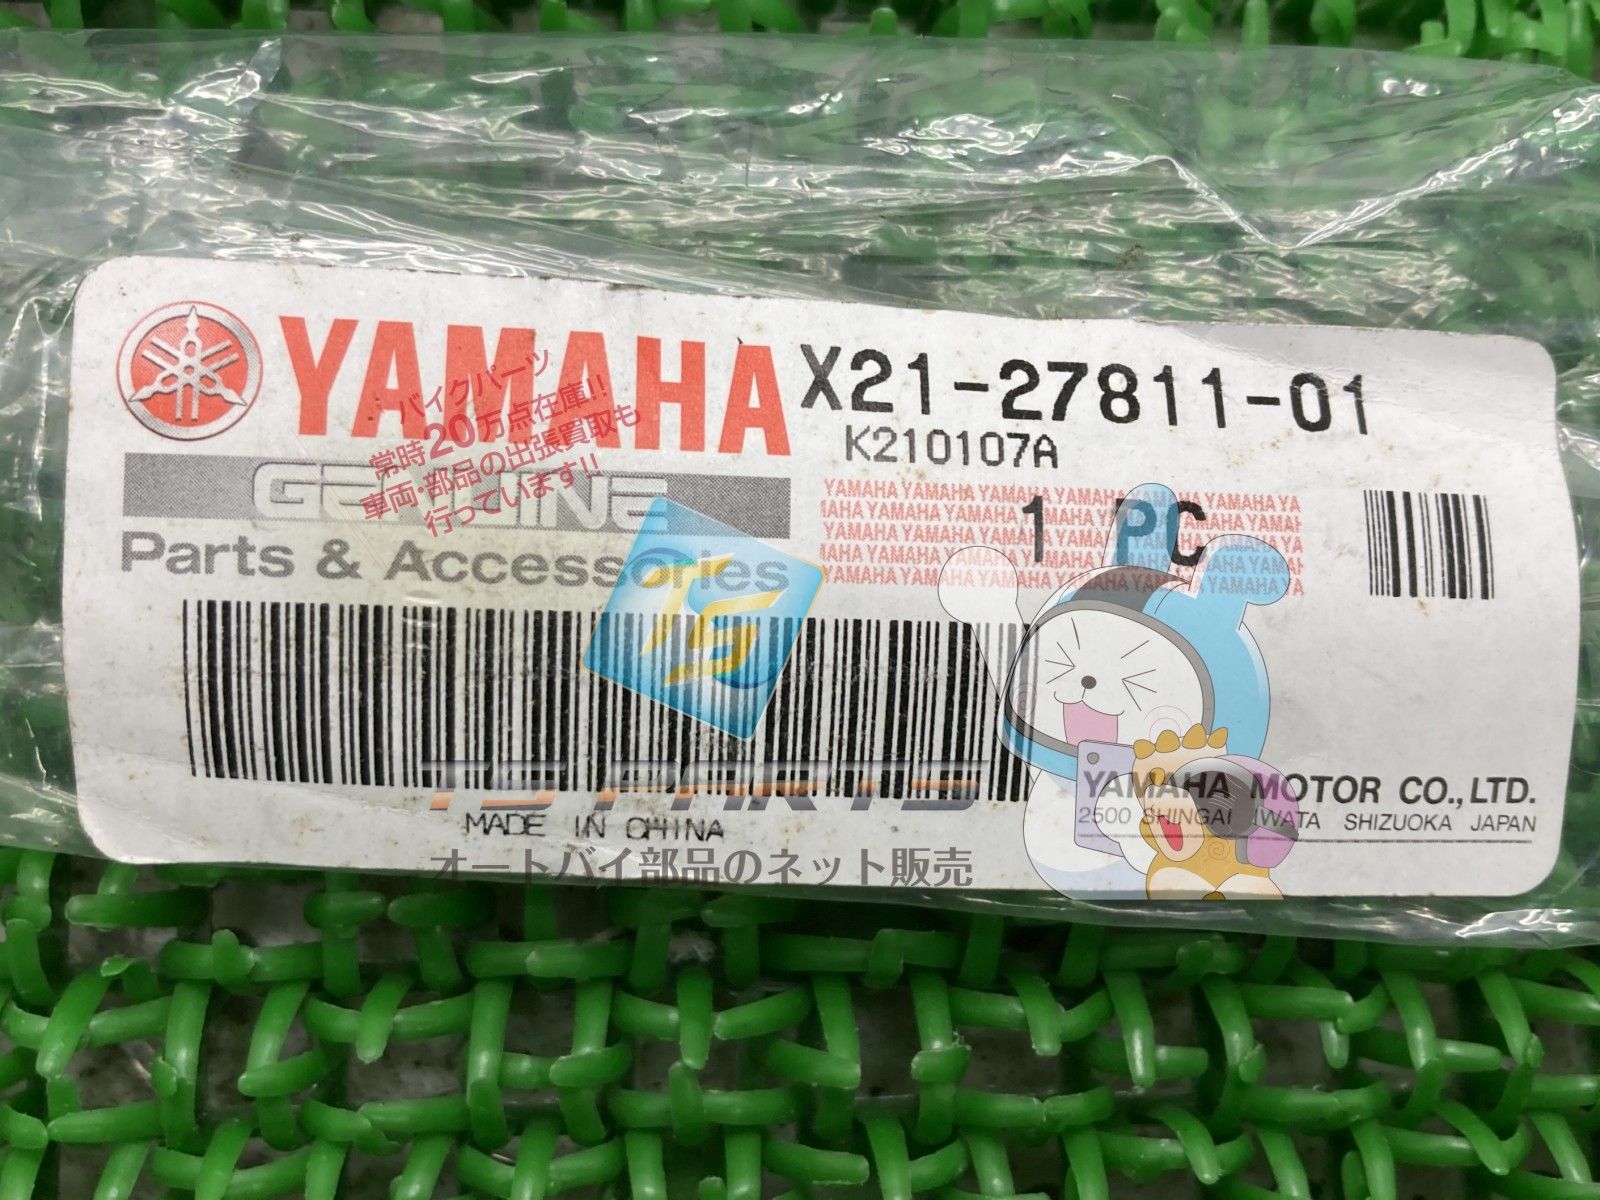 YAMAHA X21-27811-01
K210107A
バイクパーツ
常時20万点在庫!!
車両・部品の出張買取も
行っています!!
GENUINE
Parts & Accessories
YAMAHA YAMAHA YAMAHA YAMAHA YAMAHA YAMAHA YA
1 PC
TS
TS PARTS
MADE IN CHINA
オートバイ部品のネット販売
YAMAHA MOTOR CO.,LTD.
2500 SHINGAI IWATA SHIZUOKA JAPAN